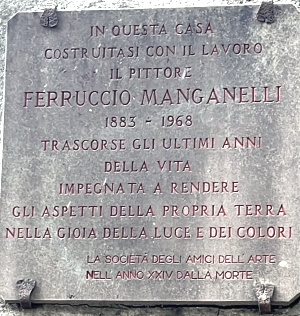 IN QUESTA CASA
COSTRUITASI CON IL LAVORO
IL PITTORE
FERRUCCIO MANGANELLI
1883 - 1968
TRASCORSE GLI ULTIMI ANNI
DELLA VITA
IMPEGNATA A RENDERE
GLI ASPETTI DELLA PROPRIA TERRA
NELLA GIOIA DELLA LUCE E DEI COLORI
LA SOCIETÀ DEGLI AMICI DELL'ARTE
NELL'ANNO XXIV DALLA MORTE